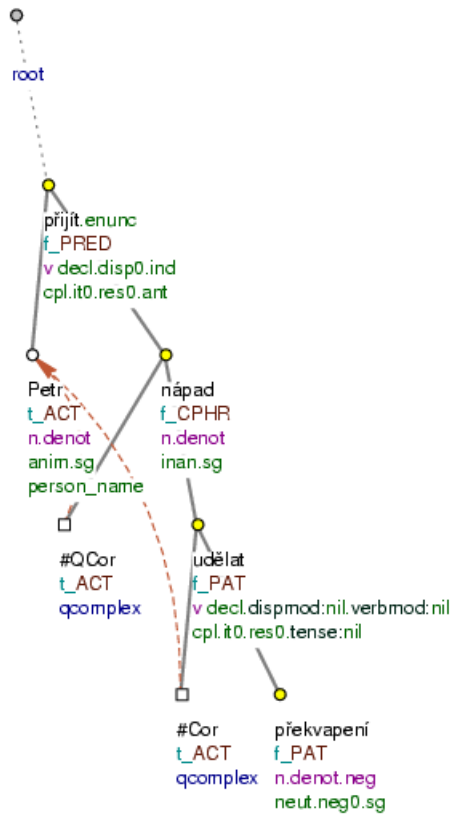 root
přijít.enunc
f_PRED
v decl.disp0.ind
cpl.it0.res0.ant
Petr
t_ACT
n.denot
anim.sg
person_name
nápad
f_CPHR
n.denot
inan.sg
#QCor
t_ACT
qcomplex
udělat
f_PAT
v decl.dispmod:nil.verbmod:nil
cpl.it0.res0.tense:nil
#Cor
t_ACT
qcomplex
překvapení
f_PAT
n.denot.neg
neut.neg0.sg